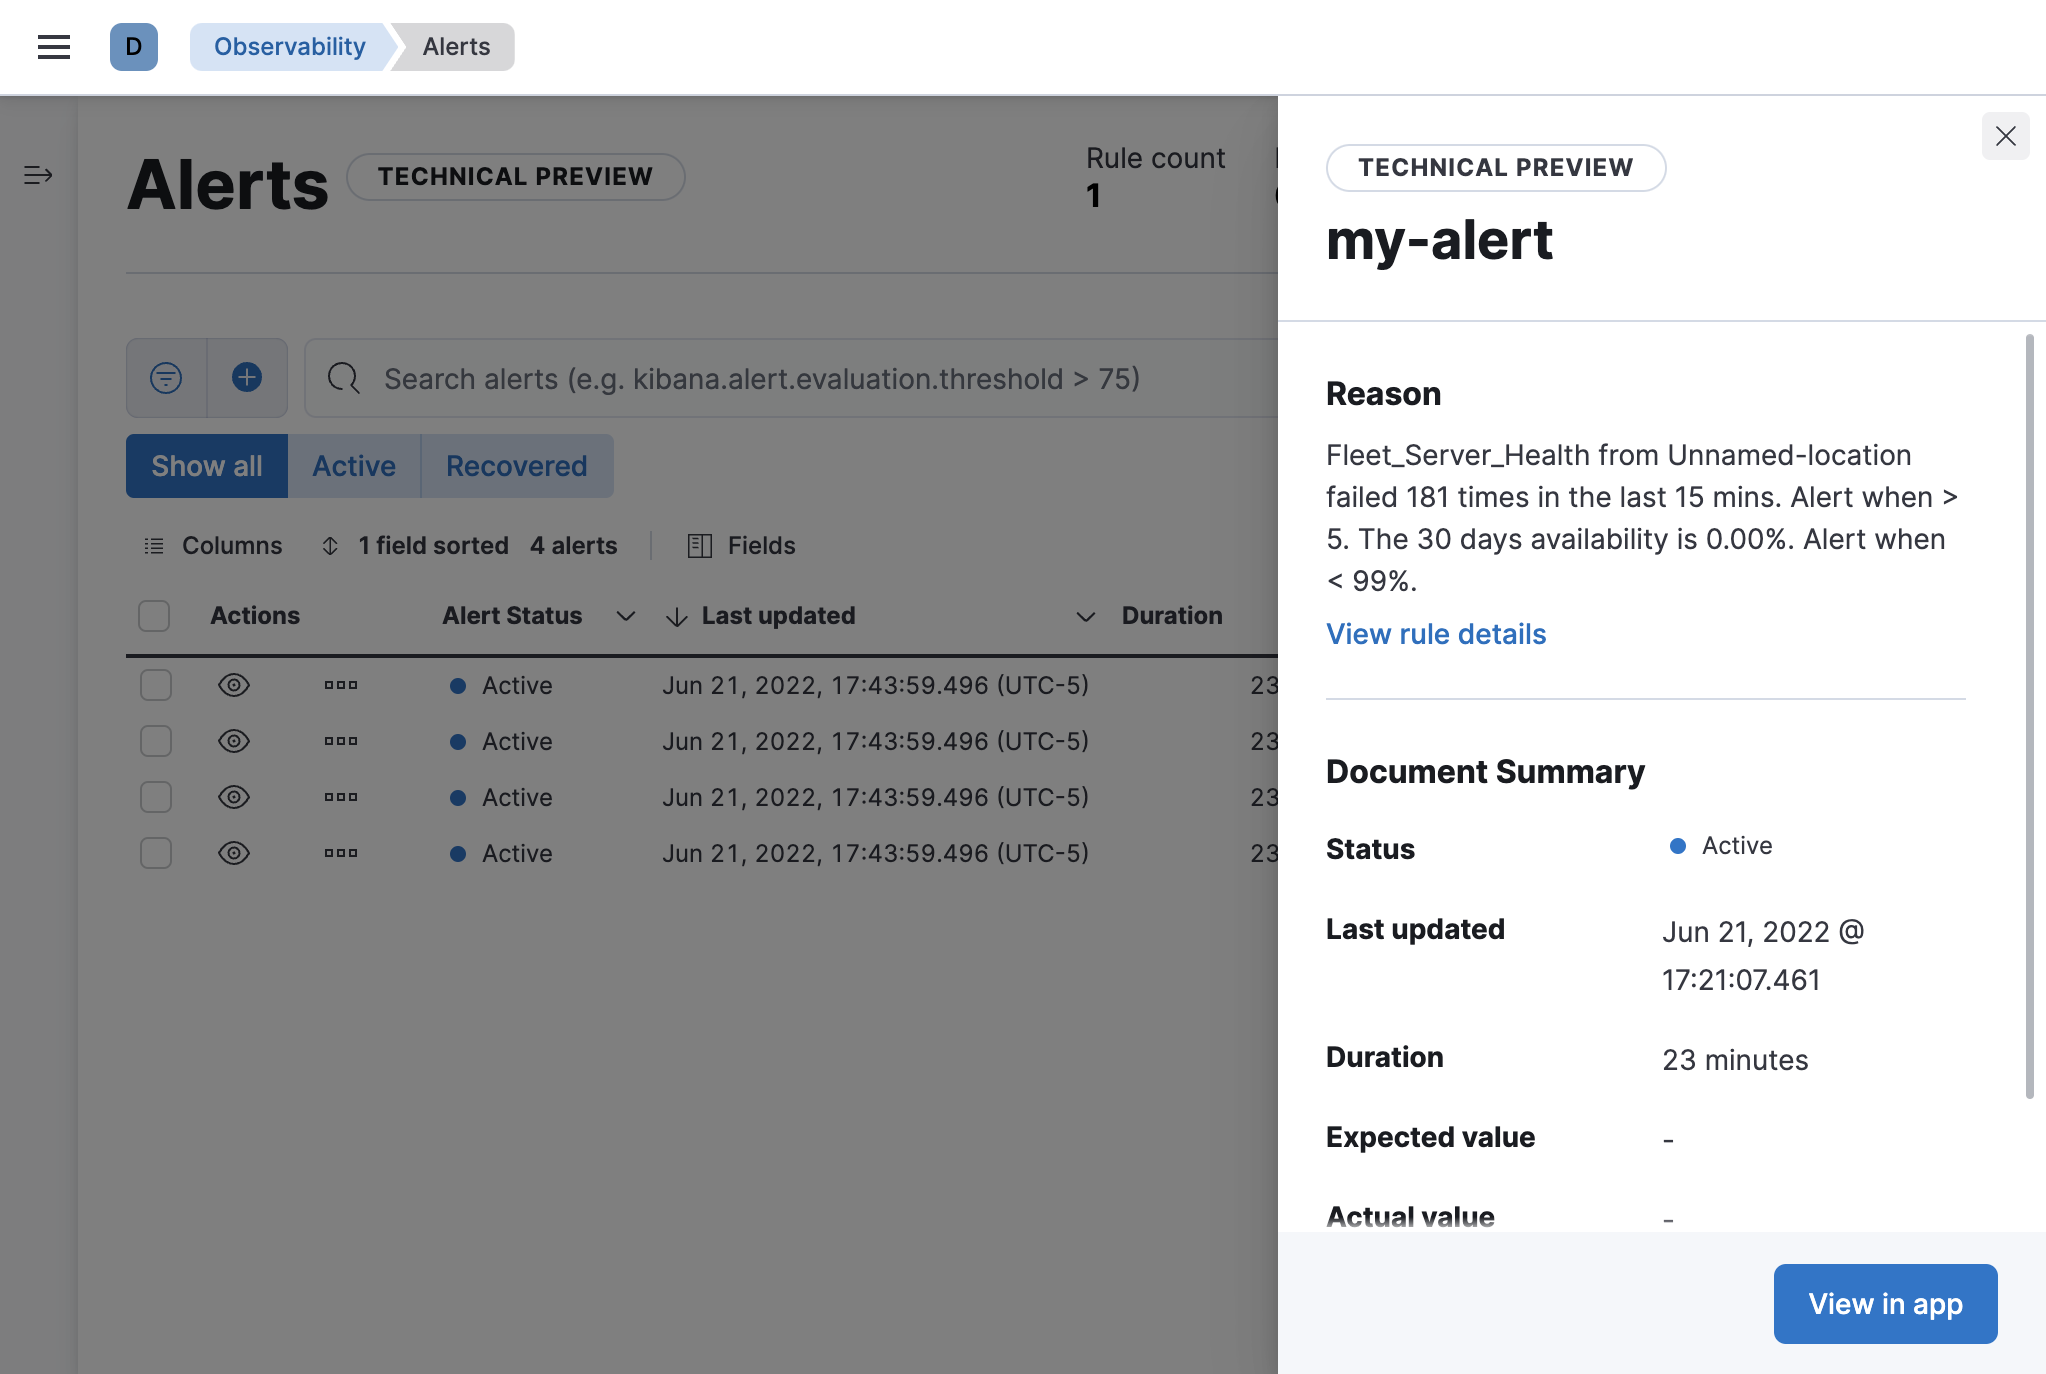 D
Observability
Alerts
Alerts
TECHNICAL PREVIEW
Rule count
1
Search alerts (e.g. kibana.alert.evaluation.threshold > 75)
Show all
Active
Recovered
Columns
1 field sorted
4 alerts
Fields
Actions
Alert Status
Last updated
Duration
Active
Jun 21, 2022, 17:43:59.496 (UTC-5)
23
Active
Jun 21, 2022, 17:43:59.496 (UTC-5)
23
Active
Jun 21, 2022, 17:43:59.496 (UTC-5)
23
Active
Jun 21, 2022, 17:43:59.496 (UTC-5)
23
TECHNICAL PREVIEW
my-alert
Reason
Fleet_Server_Health from Unnamed-location
failed 181 times in the last 15 mins. Alert when >
5. The 30 days availability is 0.00%. Alert when
< 99%.
View rule details
Document Summary
Status
Active
Last updated
Jun 21, 2022 @
17:21:07.461
Duration
23 minutes
Expected value
-
Actual value
-
View in app